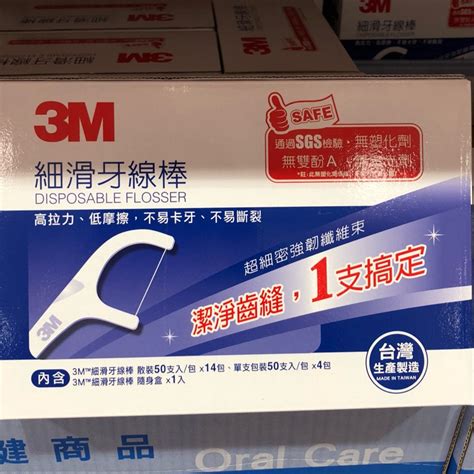 3M
細滑牙線棒
DISPOSABLE FLOSSER
高拉力、低摩擦,不易卡牙、不易斷裂
SAFE
通過SGS檢驗,無塑化劑
無雙酚A
超細密強韌纖維束
潔淨齒縫,1支搞定
3M
內含
3M™細滑牙線棒 散裝50支入/包 x14包、單支包裝50支入/包 x4包
3M™細滑牙線棒 隨身盒 x1入
台灣
生產製造
MADE IN TAIWAN
健商品
Oral Care